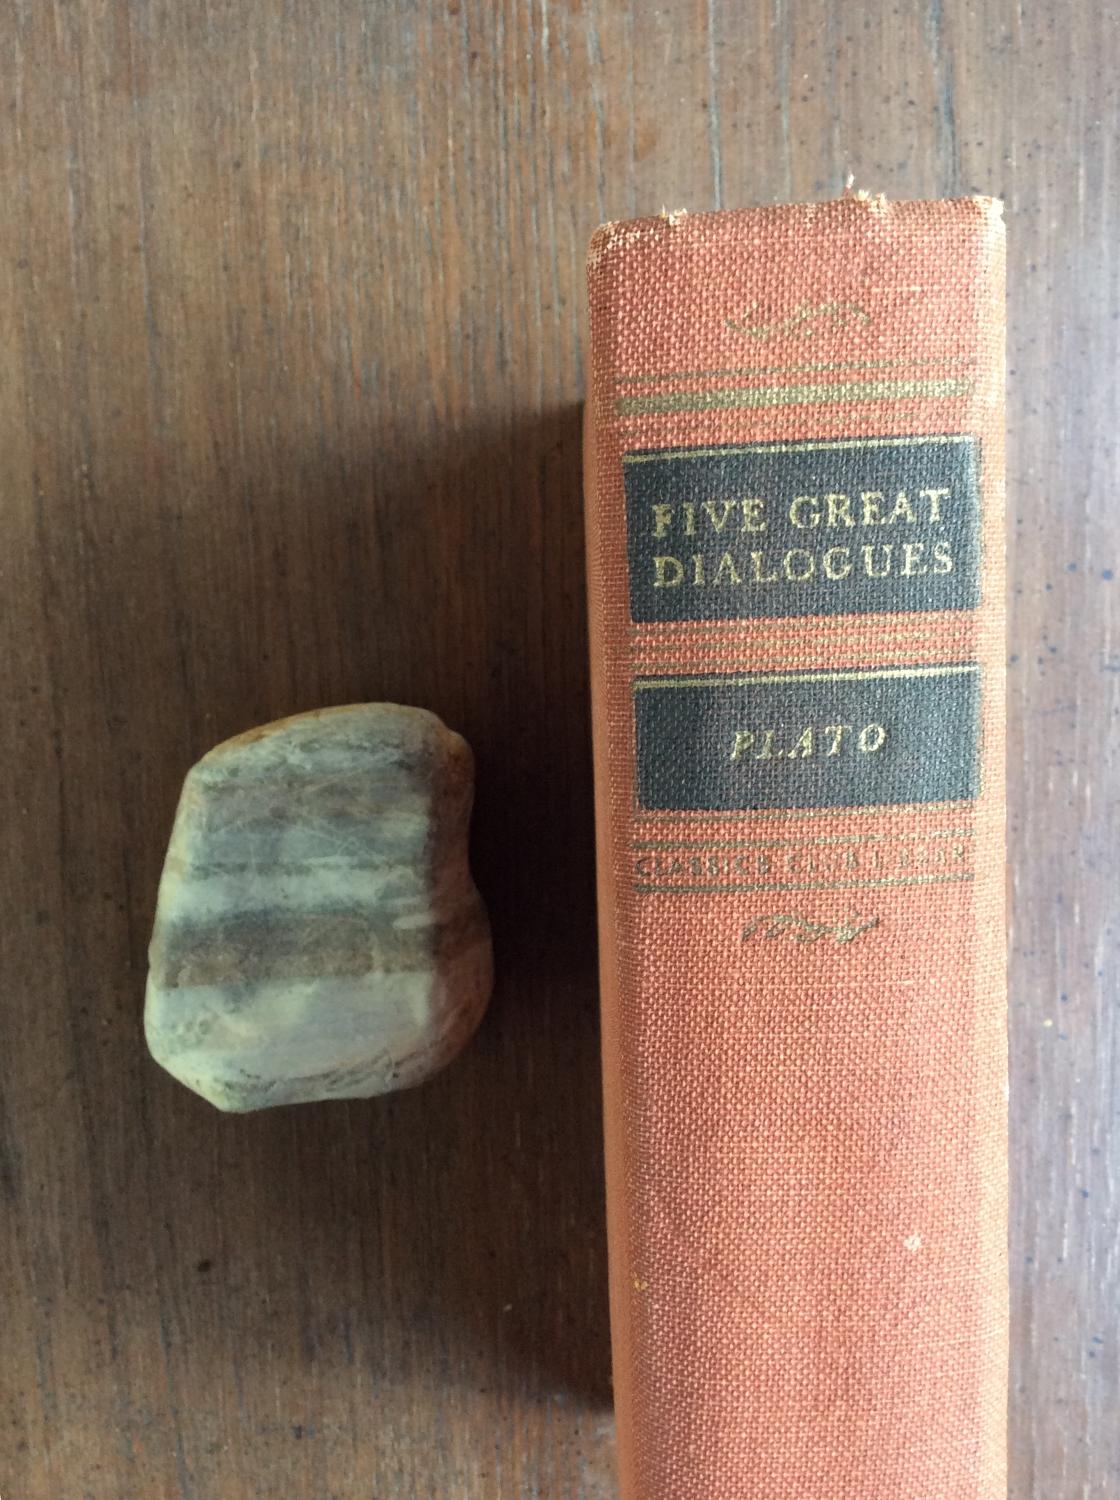 FIVE GREAT
DIALOGUES
PLATO
CLASSICS CLUB